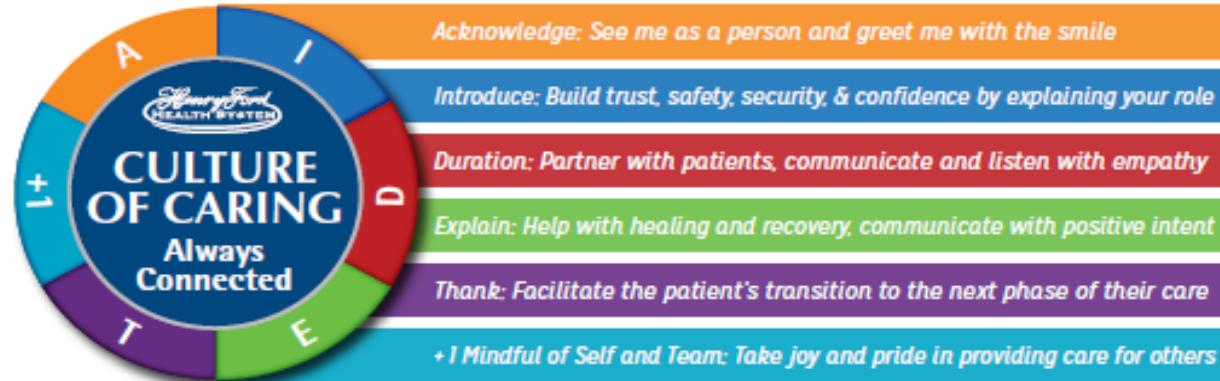 A
I
D
E
T
+1
Henry Ford
HEALTH SYSTEM
CULTURE
OF CARING
Always
Connected
Acknowledge: See me as a person and greet me with the smile
Introduce: Build trust, safety, security, & confidence by explaining your role
Duration: Partner with patients, communicate and listen with empathy
Explain: Help with healing and recovery, communicate with positive intent
Thank: Facilitate the patient's transition to the next phase of their care
+1 Mindful of Self and Team: Take joy and pride in providing care for others